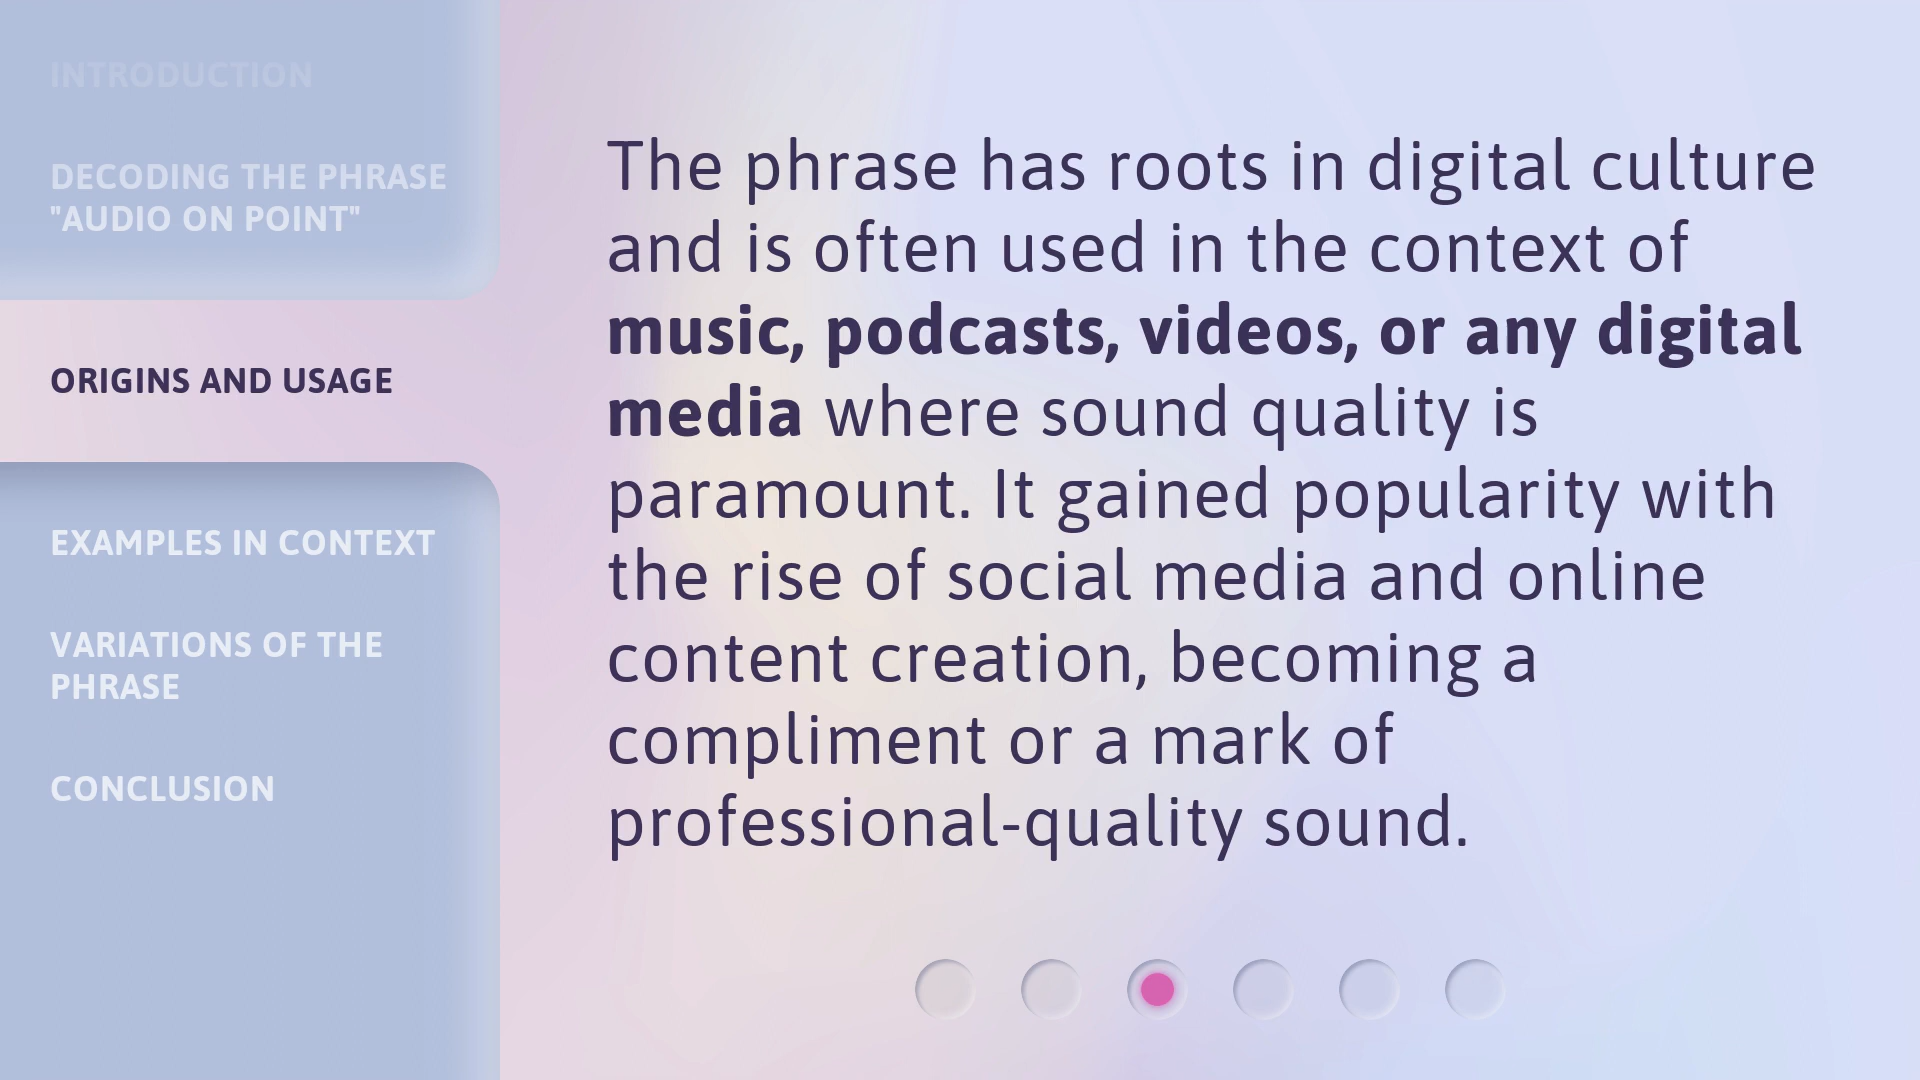 INTRODUCTION
DECODING THE PHRASE
"AUDIO ON POINT"
ORIGINS AND USAGE
EXAMPLES IN CONTEXT
VARIATIONS OF THE
PHRASE
CONCLUSION
The phrase has roots in digital culture
and is often used in the context of
music, podcasts, videos, or any digital
media where sound quality is
paramount. It gained popularity with
the rise of social media and online
content creation, becoming a
compliment or a mark of
professional-quality sound.